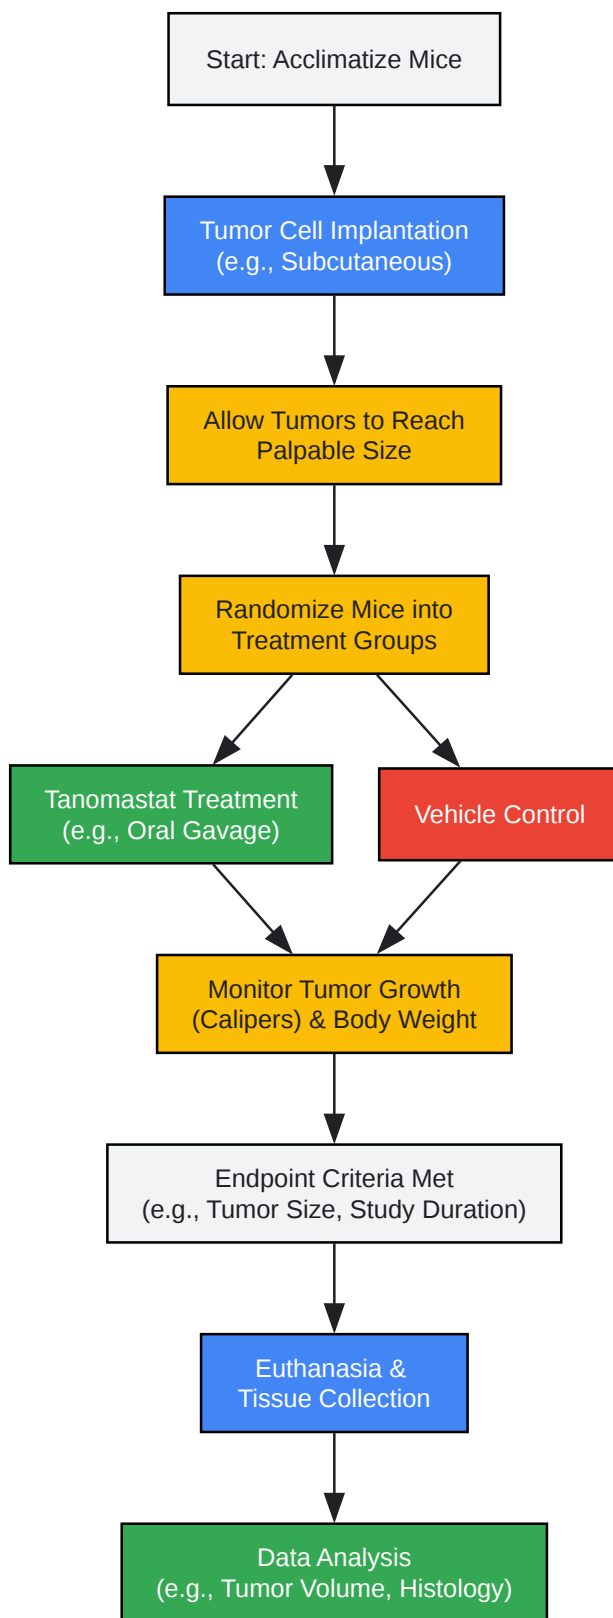 Start: Acclimatize Mice
Tumor Cell Implantation
(e.g., Subcutaneous)
Allow Tumors to Reach
Palpable Size
Randomize Mice into
Treatment Groups
Tanomastat Treatment
(e.g., Oral Gavage)
Vehicle Control
Monitor Tumor Growth
(Calipers) & Body Weight
Endpoint Criteria Met
(e.g., Tumor Size, Study Duration)
Euthanasia &
Tissue Collection
Data Analysis
(e.g., Tumor Volume, Histology)